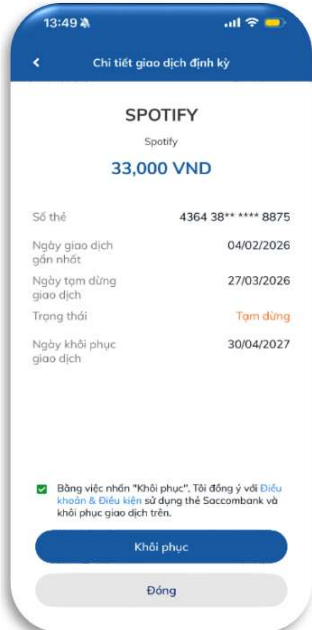 13:49
Chi tiết giao dịch định kỳ
SPOTIFY
Spotify
33,000 VND
Số thẻ 4364 38** **** 8875
Ngày giao dịch gần nhất 04/02/2026
Ngày tạm dừng giao dịch 27/03/2026
Trạng thái Tạm dừng
Ngày khôi phục giao dịch 30/04/2027
Bằng việc nhấn "Khôi phục", Tôi đồng ý với Điều
khoản & Điều kiện sử dụng thẻ Saccombank và
khôi phục giao dịch trên.
Khôi phục
Đóng